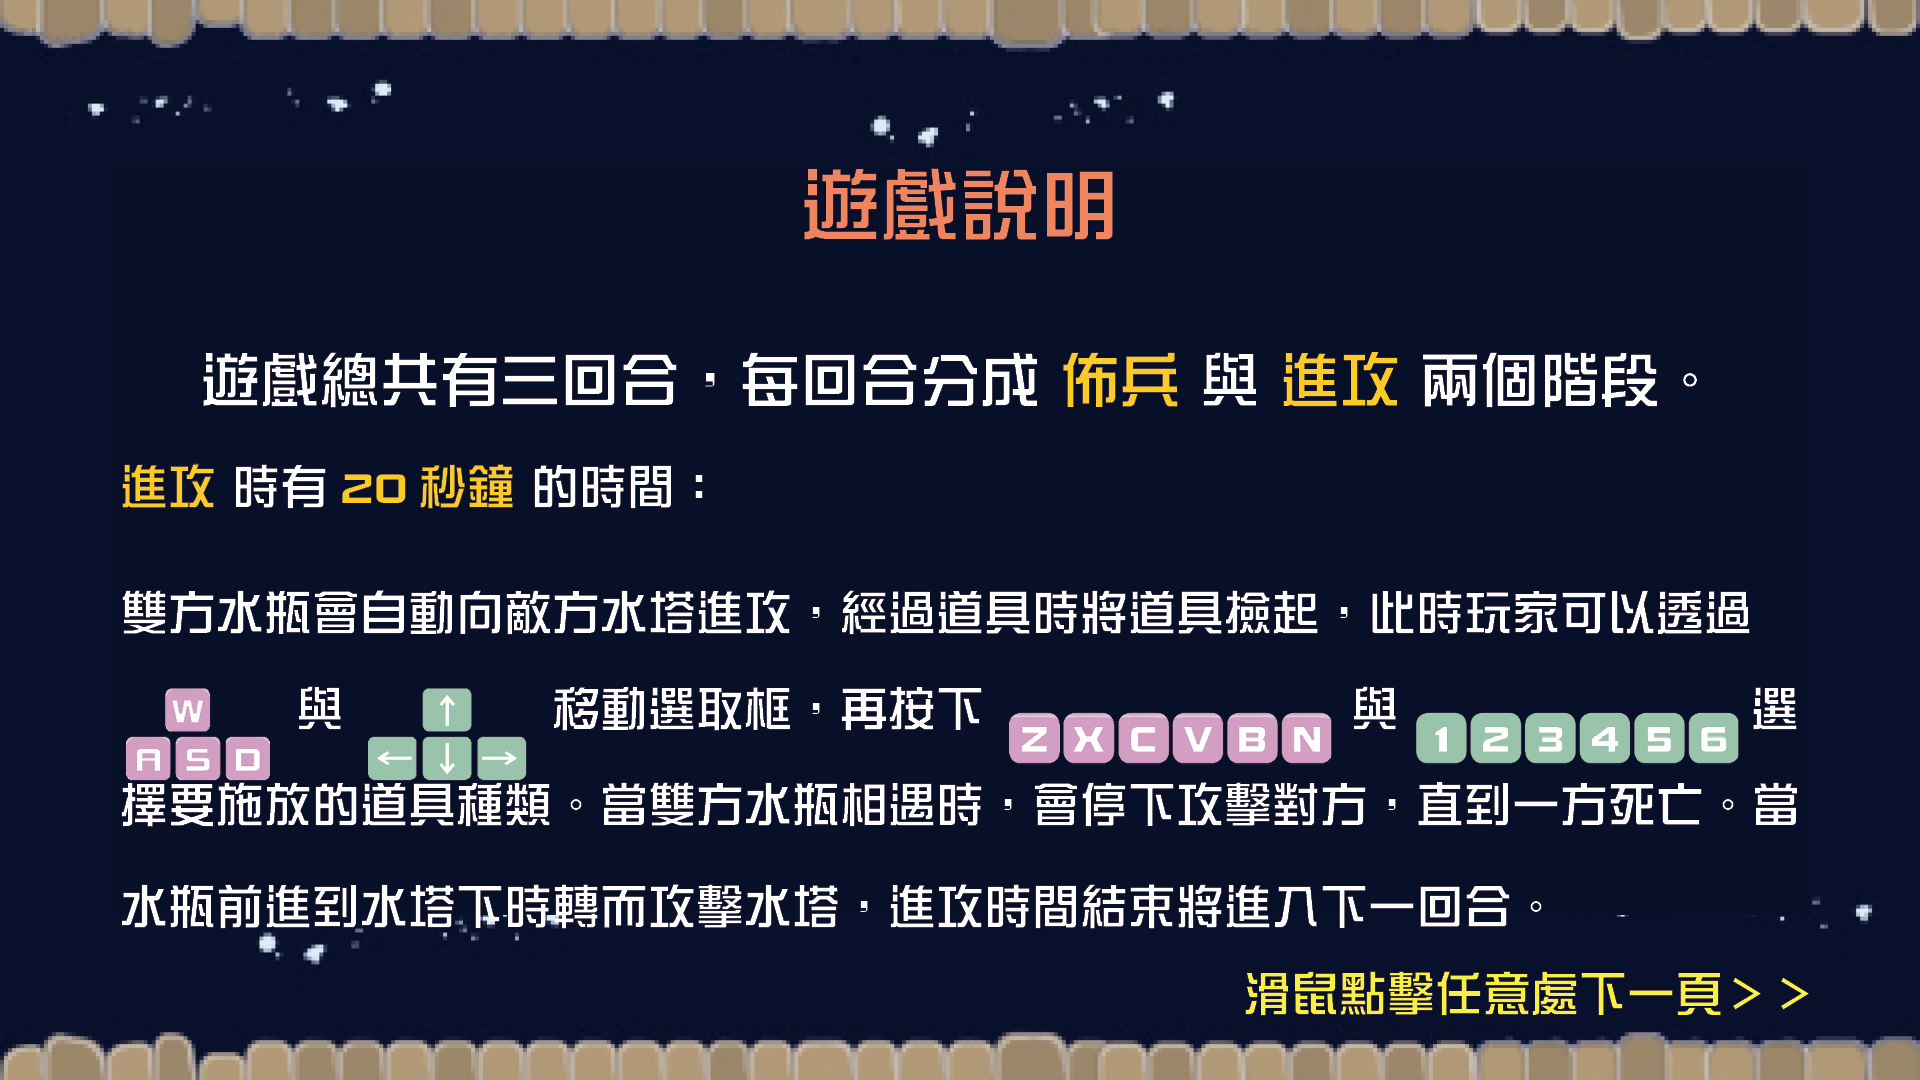 遊戲說明
遊戲總共有三回合，每回合分成 佈兵 與 進攻 兩個階段。
進攻 時有 20 秒鐘 的時間：
雙方水瓶會自動向敵方水塔進攻，經過道具時將道具撿起，此時玩家可以透過
W A S D 與 ↑ ← ↓ → 移動選取框，再按下 Z X C V B N 與 1 2 3 4 5 6 選
擇要施放的道具種類。當雙方水瓶相遇時，會停下攻擊對方，直到一方死亡。當
水瓶前進到水塔下時轉而攻擊水塔，進攻時間結束將進入下一回合。
滑鼠點擊任意處下一頁＞＞